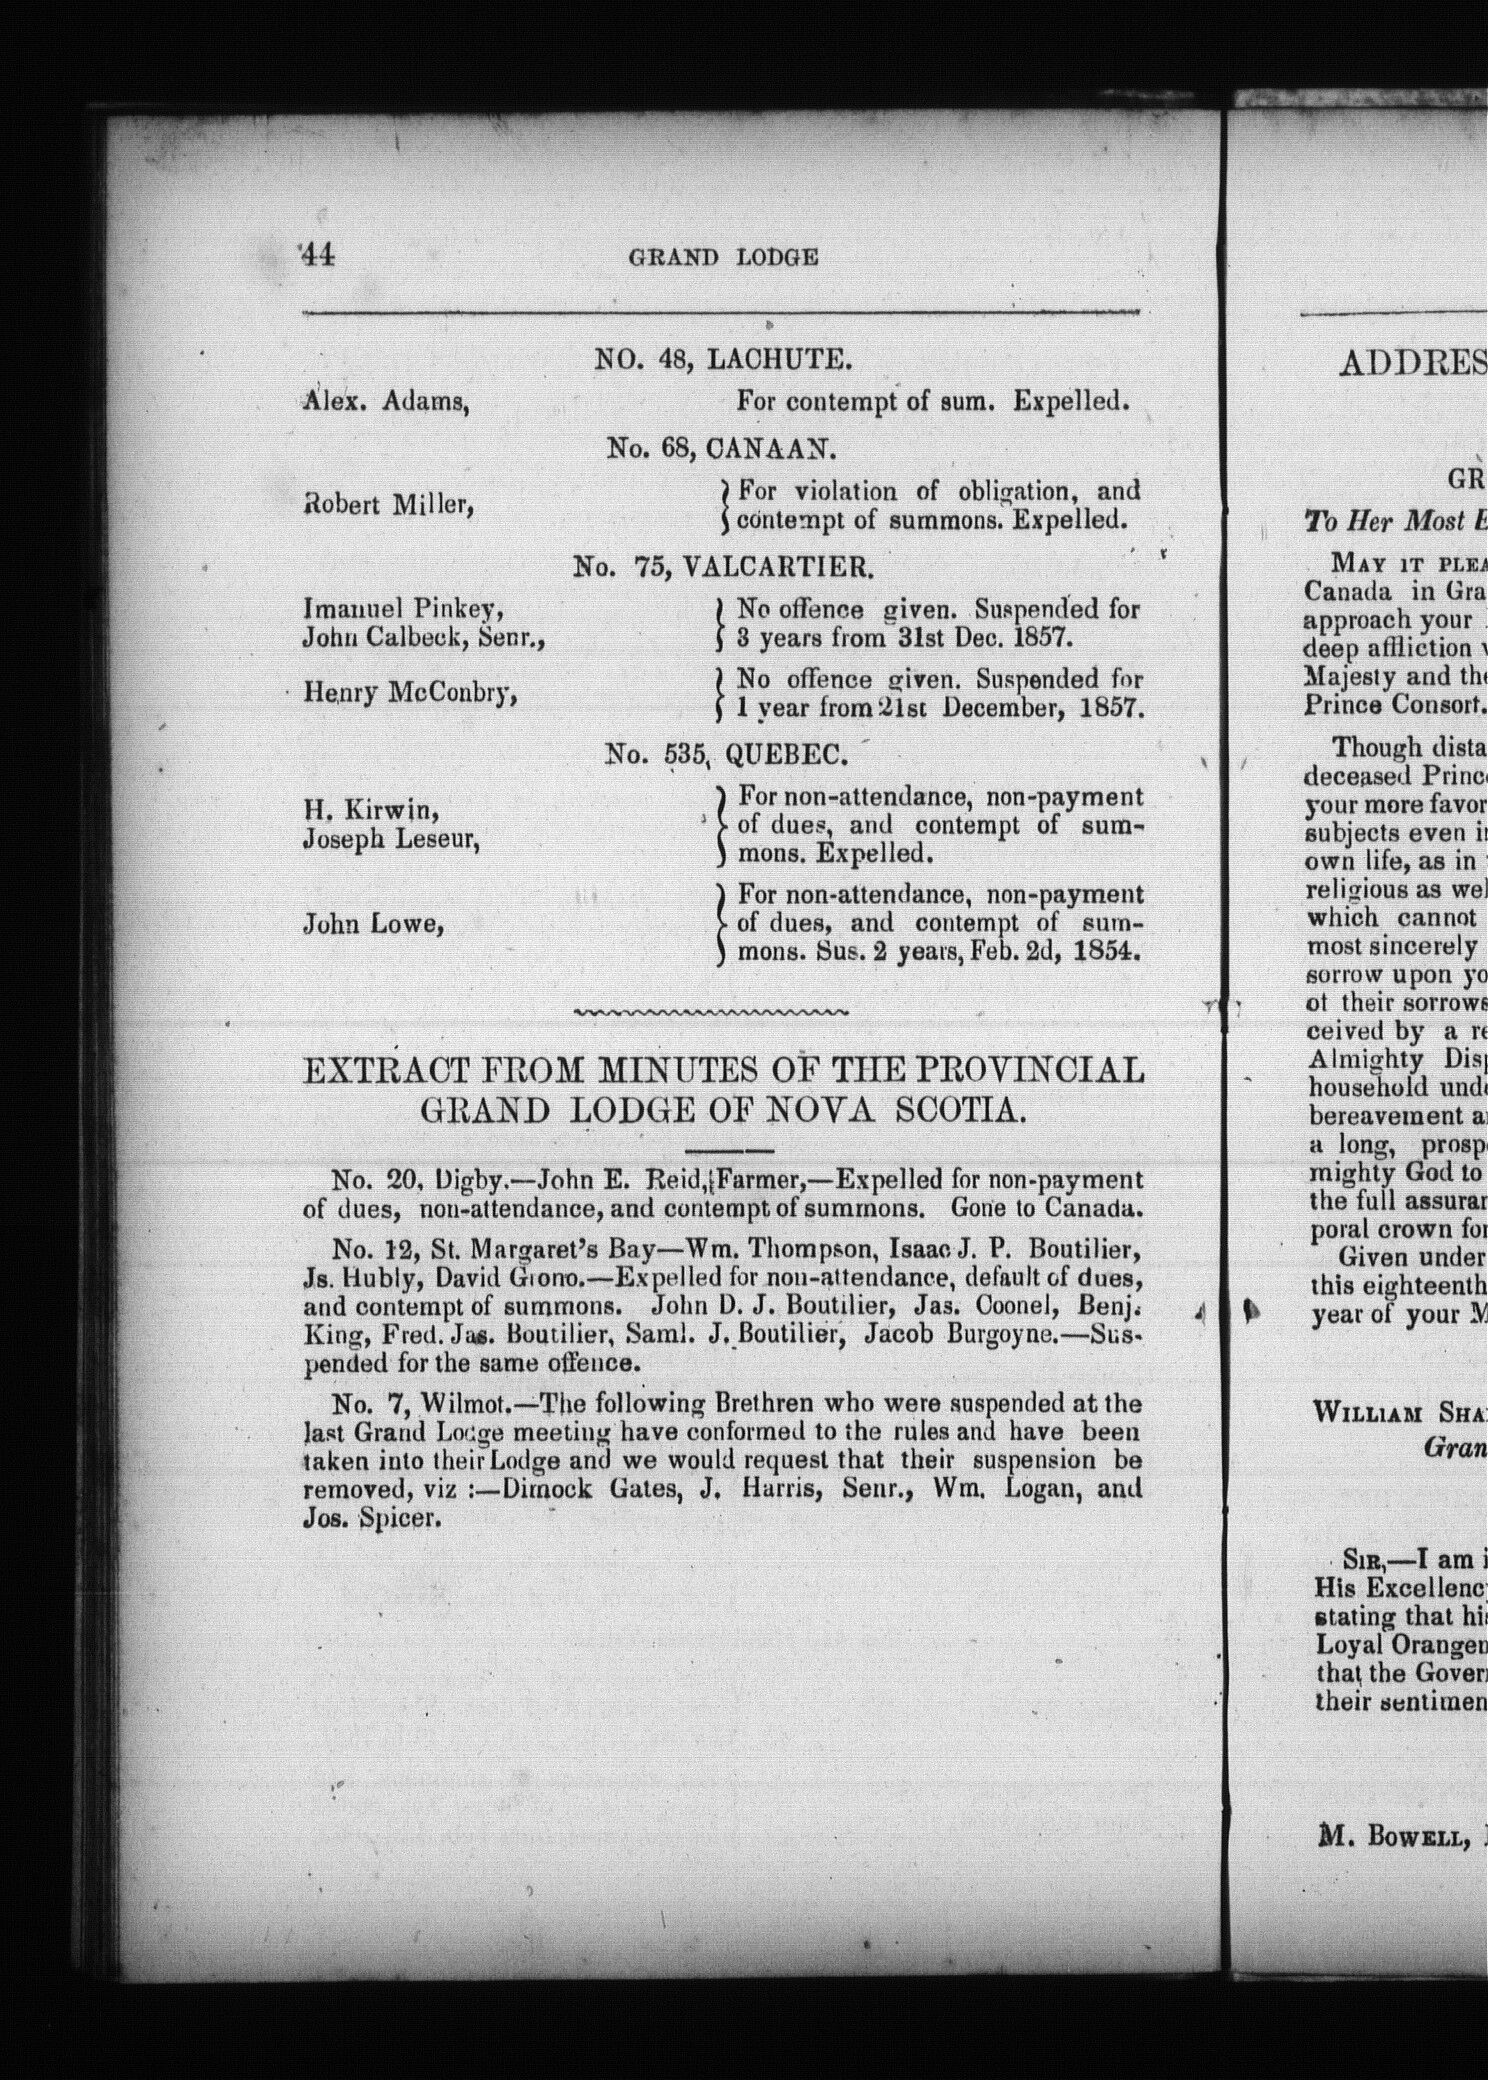 44
GRAND LODGE
NO. 48, LACHUTE.
Alex. Adams, For contempt of sum. Expelled.
No. 68, CANAAN.
Robert Miller, } For violation of obligation, and
contempt of summons. Expelled.
No. 75, VALCARTIER.
Imanuel Pinkey, } No offence given. Suspended for
John Calbeck, Senr., 3 years from 31st Dec. 1857.
Henry McConbry, } No offence given. Suspended for
1 year from 21st December, 1857.
No. 535, QUEBEC.
H. Kirwin, } For non-attendance, non-payment
Joseph Leseur, of dues, and contempt of sum-
mons. Expelled.
John Lowe, } For non-attendance, non-payment
of dues, and contempt of sum-
mons. Sus. 2 years, Feb. 2d, 1854.
EXTRACT FROM MINUTES OF THE PROVINCIAL
GRAND LODGE OF NOVA SCOTIA.
No. 20, Digby.—John E. Reid, Farmer,—Expelled for non-payment
of dues, non-attendance, and contempt of summons. Gone to Canada.
No. 12, St. Margaret's Bay—Wm. Thompson, Isaac J. P. Boutilier,
Js. Hubly, David Giono.—Expelled for non-attendance, default of dues,
and contempt of summons. John D. J. Boutilier, Jas. Coonel, Benj.
King, Fred. Jas. Boutilier, Saml. J. Boutilier, Jacob Burgoyne.—Sus-
pended for the same offence.
No. 7, Wilmot.—The following Brethren who were suspended at the
last Grand Lodge meeting have conformed to the rules and have been
taken into their Lodge and we would request that their suspension be
removed, viz :—Dimock Gates, J. Harris, Senr., Wm. Logan, and
Jos. Spicer.
ADDRES
GR
To Her Most E
MAY IT PLEA
Canada in Gra
approach your
deep affliction
Majesty and the
Prince Consort.
Though dista
deceased Princ
your more favor
subjects even i
own life, as in
religious as wel
which cannot
most sincerely
sorrow upon yo
of their sorrows
ceived by a re
Almighty Disp
household unde
bereavement a
a long, prospe
mighty God to
the full assuran
poral crown for
Given under
this eighteenth
year of your M
WILLIAM SHA
Gran
SIR,—I am i
His Excellency
stating that his
Loyal Orangen
that the Govern
their sentimen
M. BOWELL,